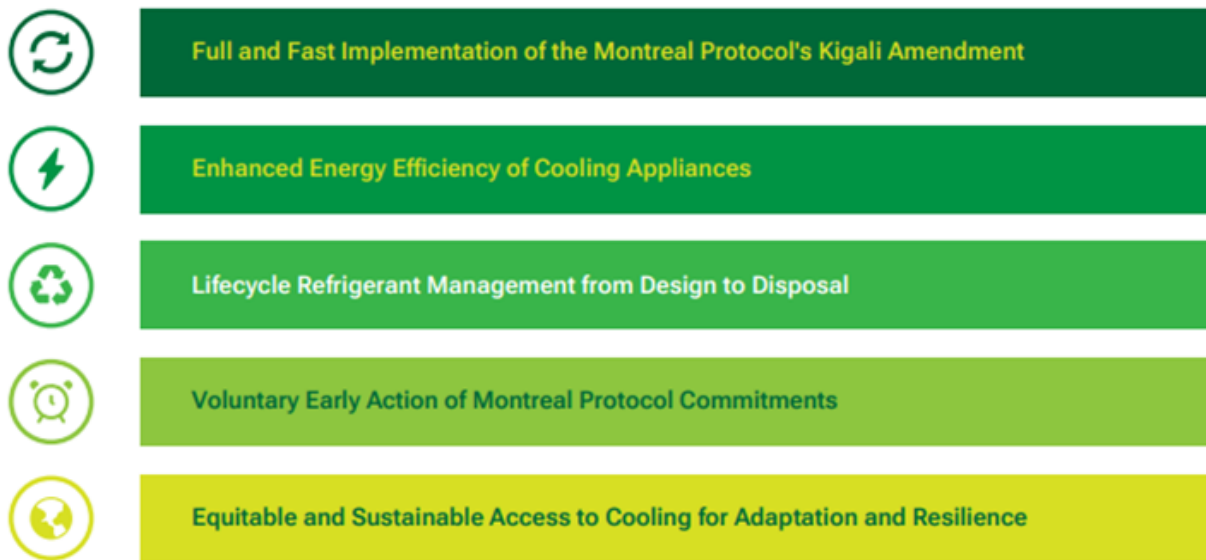 Full and Fast Implementation of the Montreal Protocol's Kigali Amendment
Enhanced Energy Efficiency of Cooling Appliances
Lifecycle Refrigerant Management from Design to Disposal
Voluntary Early Action of Montreal Protocol Commitments
Equitable and Sustainable Access to Cooling for Adaptation and Resilience